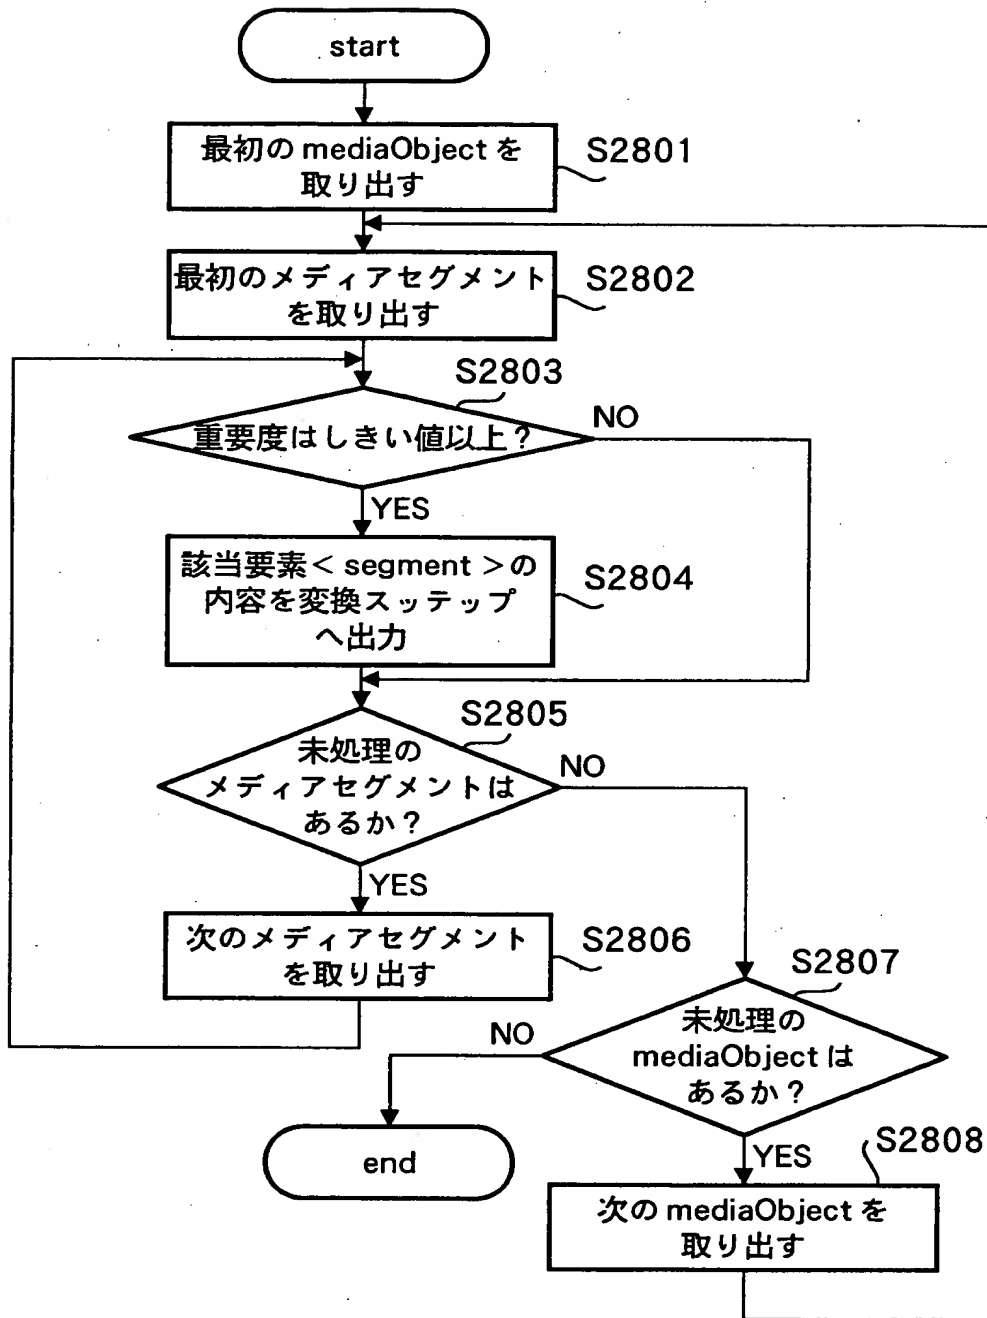 start
最初の mediaObject を
取り出す
S2801
最初のメディアセグメント
を取り出す
S2802
S2803
重要度はしきい値以上？
NO
YES
該当要素＜ segment ＞の
内容を変換スッテップ
へ出力
S2804
S2805
未処理の
メディアセグメントは
あるか？
NO
YES
次のメディアセグメント
を取り出す
S2806
S2807
未処理の
mediaObject は
あるか？
NO
YES
end
S2808
次の mediaObject を
取り出す